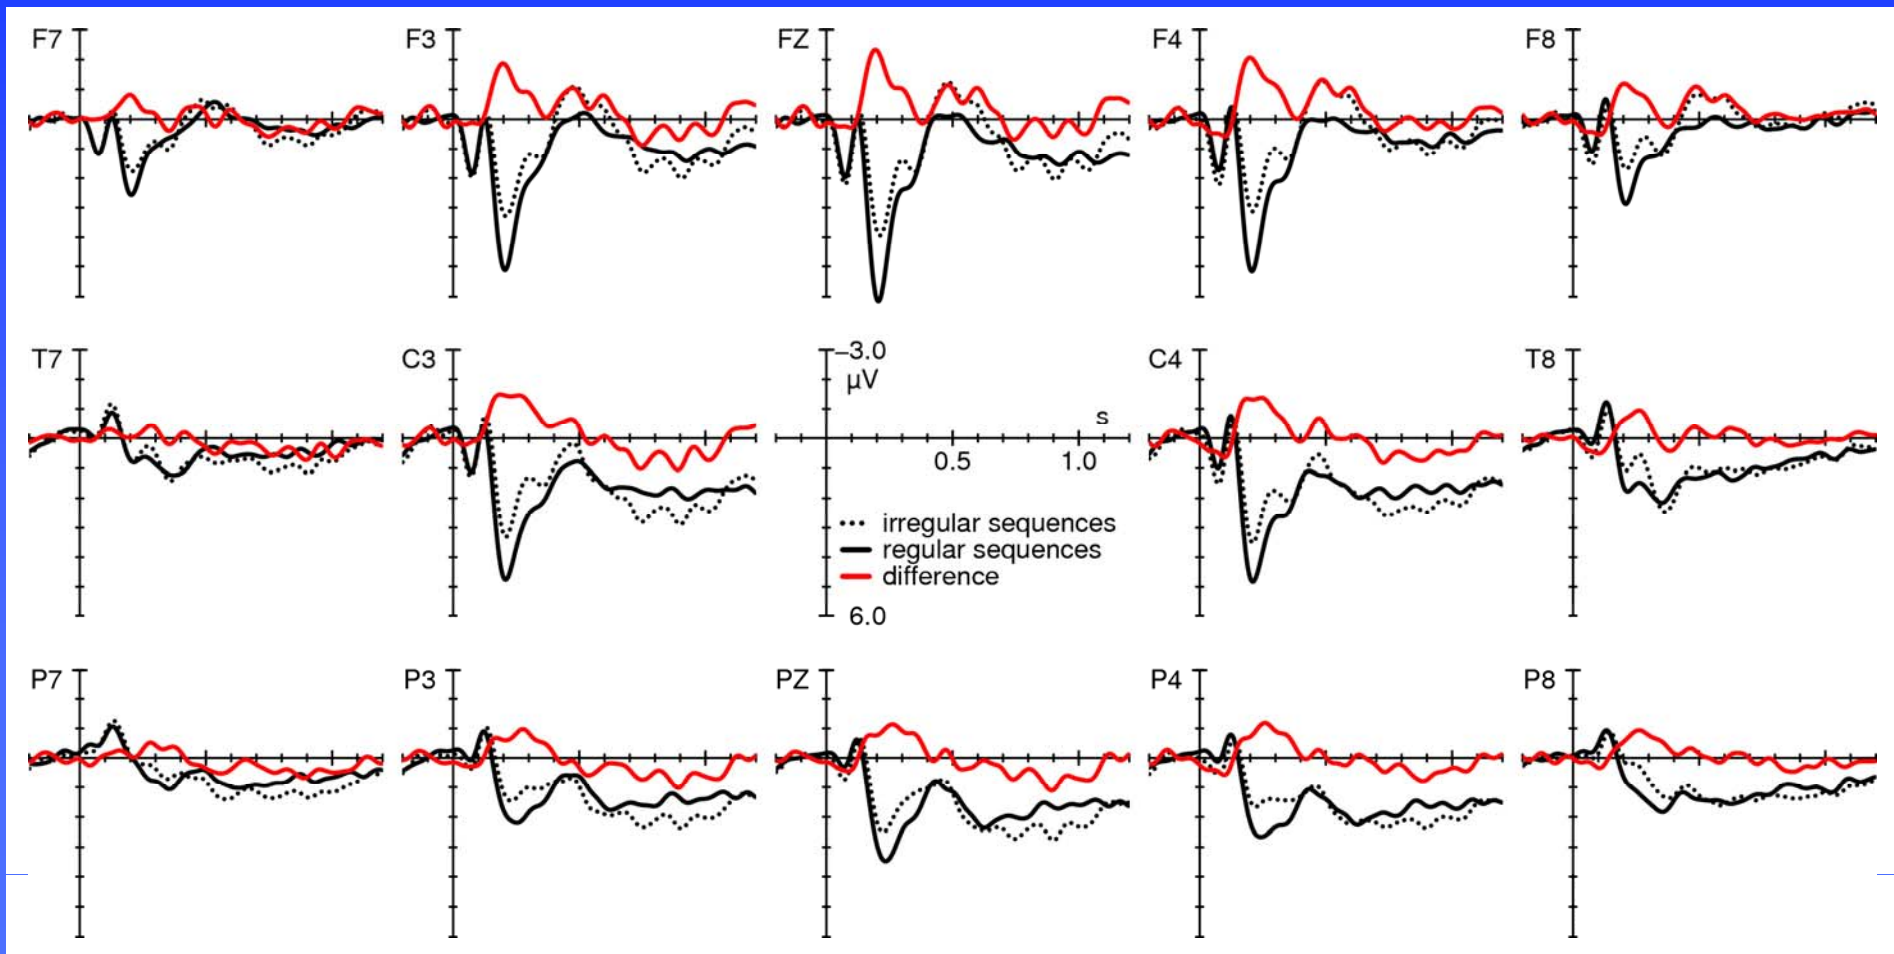 F7 F3 FZ F4 F8
T7 C3 –3.0 C4 T8
µV
s
0.5 1.0
irregular sequences
regular sequences
difference
6.0
P7 P3 PZ P4 P8